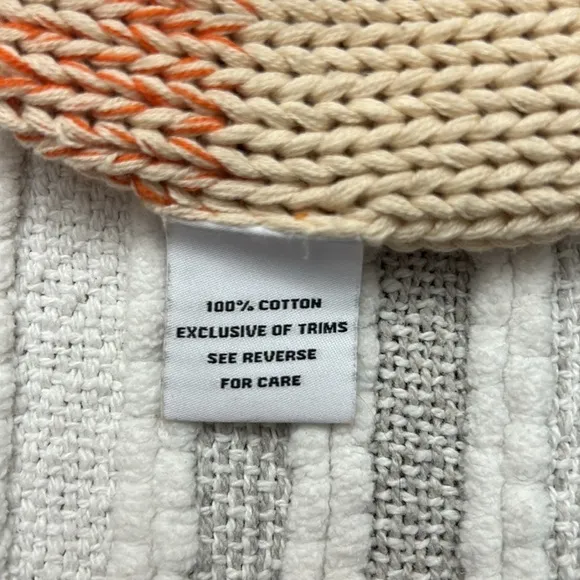 100% COTTON
EXCLUSIVE OF TRIMS
SEE REVERSE
FOR CARE